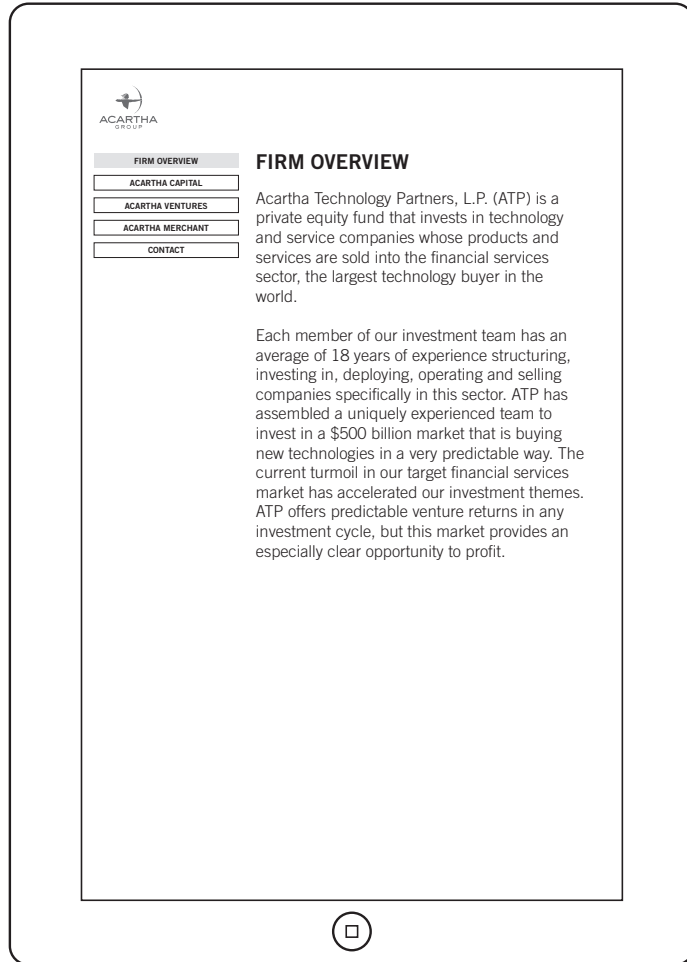 ACARTHA
GROUP
FIRM OVERVIEW
ACARTHA CAPITAL
ACARTHA VENTURES
ACARTHA MERCHANT
CONTACT
FIRM OVERVIEW
Acartha Technology Partners, L.P. (ATP) is a
private equity fund that invests in technology
and service companies whose products and
services are sold into the financial services
sector, the largest technology buyer in the
world.
Each member of our investment team has an
average of 18 years of experience structuring,
investing in, deploying, operating and selling
companies specifically in this sector. ATP has
assembled a uniquely experienced team to
invest in a $500 billion market that is buying
new technologies in a very predictable way. The
current turmoil in our target financial services
market has accelerated our investment themes.
ATP offers predictable venture returns in any
investment cycle, but this market provides an
especially clear opportunity to profit.